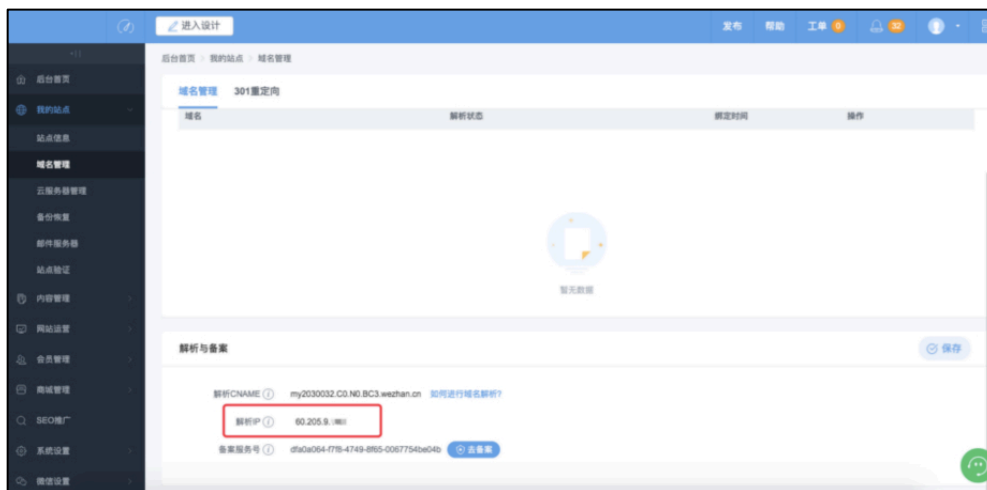 进入设计
发布 帮助 工单 0 32
后台首页 > 我的站点 > 域名管理
后台首页
我的站点
站点信息
域名管理
云服务器管理
备份恢复
邮件服务器
站点验证
内容管理
网站运营
会员管理
商城管理
SEO推广
系统设置
微信设置
域名管理 301重定向
域名 解析状态 绑定时间 操作
暂无数据
解析与备案 保存
解析CNAME my2030032.C0.N0.BC3.wezhan.cn 如何进行域名解析?
解析IP 60.205.9.
备案服务号 dfa0a064-f7f8-4749-8f65-0067754be04b 去备案